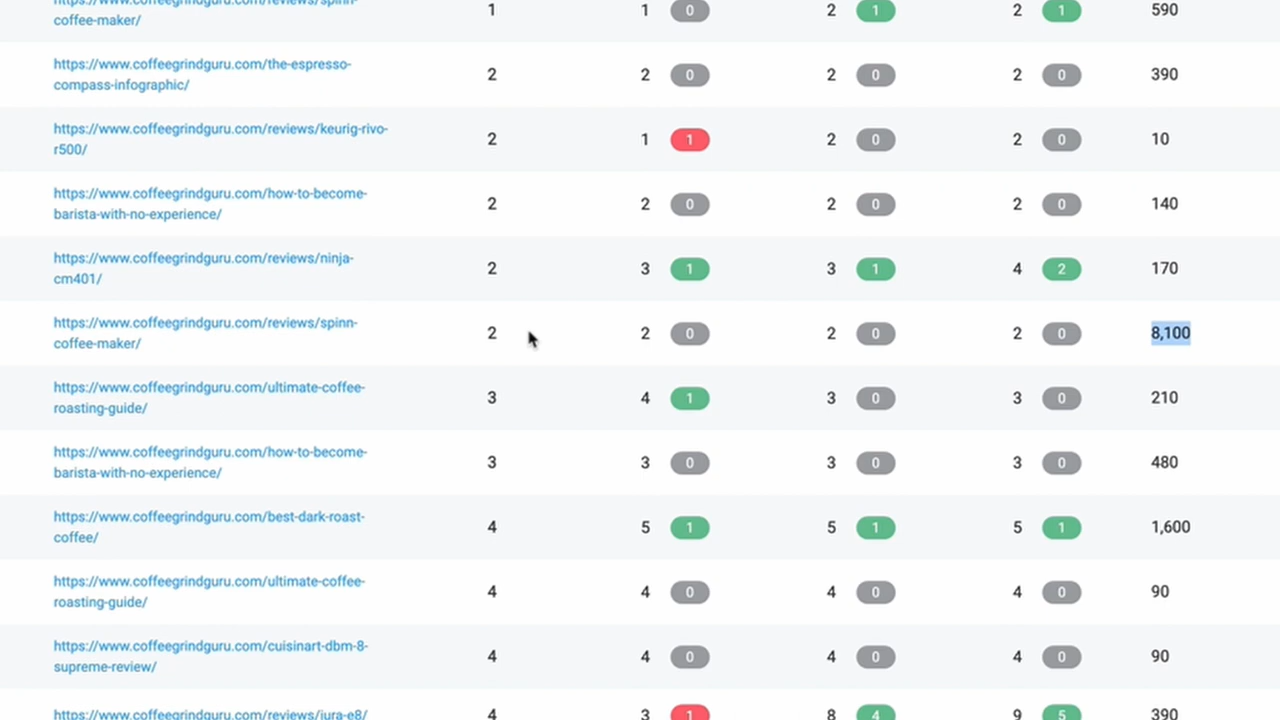 https://www.coffeegrindguru.com/reviews/spinn-
coffee-maker/ 1 1 0 2 1 2 1 590
https://www.coffeegrindguru.com/the-espresso-
compass-infographic/ 2 2 0 2 0 2 0 390
https://www.coffeegrindguru.com/reviews/keurig-rivo-
r500/ 2 1 1 2 0 2 0 10
https://www.coffeegrindguru.com/how-to-become-
barista-with-no-experience/ 2 2 0 2 0 2 0 140
https://www.coffeegrindguru.com/reviews/ninja-
cm401/ 2 3 1 3 1 4 2 170
https://www.coffeegrindguru.com/reviews/spinn-
coffee-maker/ 2 2 0 2 0 2 0 8,100
https://www.coffeegrindguru.com/ultimate-coffee-
roasting-guide/ 3 4 1 3 0 3 0 210
https://www.coffeegrindguru.com/how-to-become-
barista-with-no-experience/ 3 3 0 3 0 3 0 480
https://www.coffeegrindguru.com/best-dark-roast-
coffee/ 4 5 1 5 1 5 1 1,600
https://www.coffeegrindguru.com/ultimate-coffee-
roasting-guide/ 4 4 0 4 0 4 0 90
https://www.coffeegrindguru.com/cuisinart-dbm-8-
supreme-review/ 4 4 0 4 0 4 0 90
https://www.coffeegrindguru.com/reviews/jura-e8/ 4 3 1 8 4 9 5 390